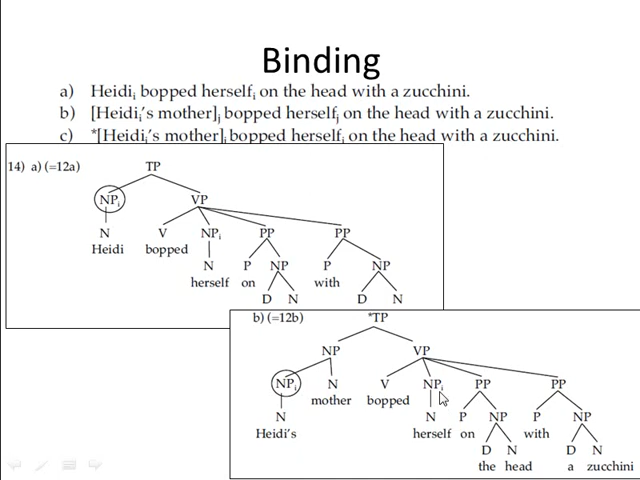 Binding
a) Heidiᵢ bopped herselfᵢ on the head with a zucchini.
b) [Heidiᵢ's mother]ⱼ bopped herselfⱼ on the head with a zucchini.
c) *[Heidiᵢ's mother]ⱼ bopped herselfᵢ on the head with a zucchini.
14) a) (=12a) TP
NPᵢ VP
N V NPᵢ PP PP
Heidi bopped N P NP P NP
herself on D N with D N
b) (=12b) *TP
NP VP
NPᵢ N V NPᵢ PP PP
mother bopped
N N P NP P NP
Heidi's herself on D N with D N
the head a zucchini